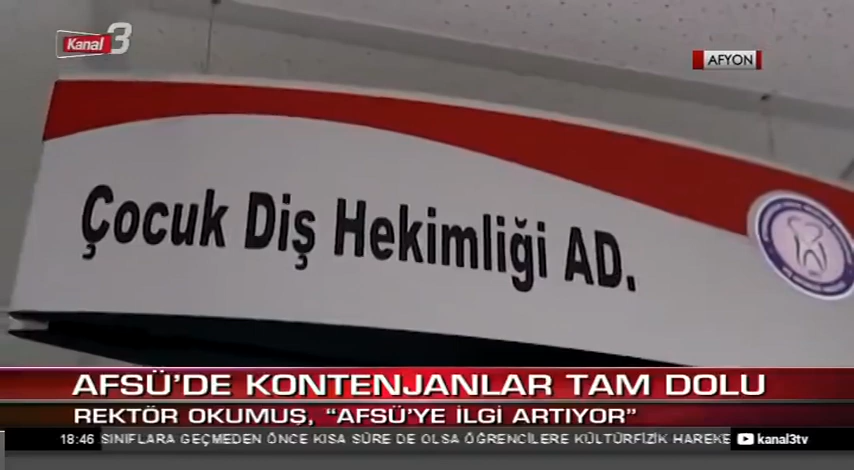 Kanal 3
AFYON
Çocuk Diş Hekimliği AD.
AFSÜ'DE KONTENJANLAR TAM DOLU
REKTÖR OKUMUŞ, “AFSÜ'YE İLGİ ARTIYOR”
18:46 SINIFLARA GEÇMEDEN ÖNCE KISA SÜRE DE OLSA ÖĞRENCİLERE KÜLTÜRFİZİK HAREKE kanal3tv